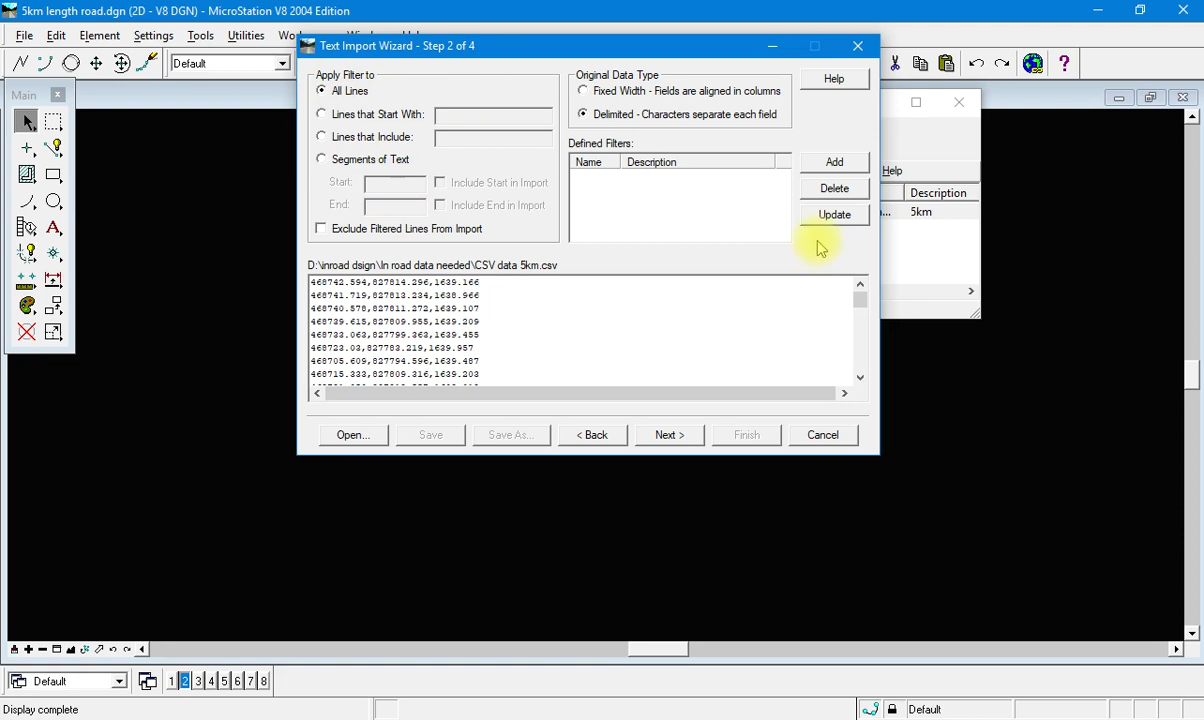 5km length road.dgn (2D - V8 DGN) - MicroStation V8 2004 Edition
File Edit Element Settings Tools Utilities
Default
Main
Text Import Wizard - Step 2 of 4
Apply Filter to
All Lines
Lines that Start With:
Lines that Include:
Segments of Text
Start:
Include Start in Import
End:
Include End in Import
Exclude Filtered Lines From Import
Original Data Type
Fixed Width - Fields are aligned in columns
Delimited - Characters separate each field
Defined Filters:
Name Description
Help
Add
Delete
Update
D:\inroad dsign\In road data needed\CSV data 5km.csv
468742.594,827814.296,1639.166
468741.719,827813.234,1638.966
468740.578,827811.272,1639.107
468739.615,827809.955,1639.209
468733.063,827799.363,1639.455
468723.03,827783.219,1639.957
468705.609,827794.596,1639.487
468715.333,827809.316,1639.203
Open... Save Save As... < Back Next > Finish Cancel
Help
Description
5km
Default
1 2 3 4 5 6 7 8
Display complete
Default